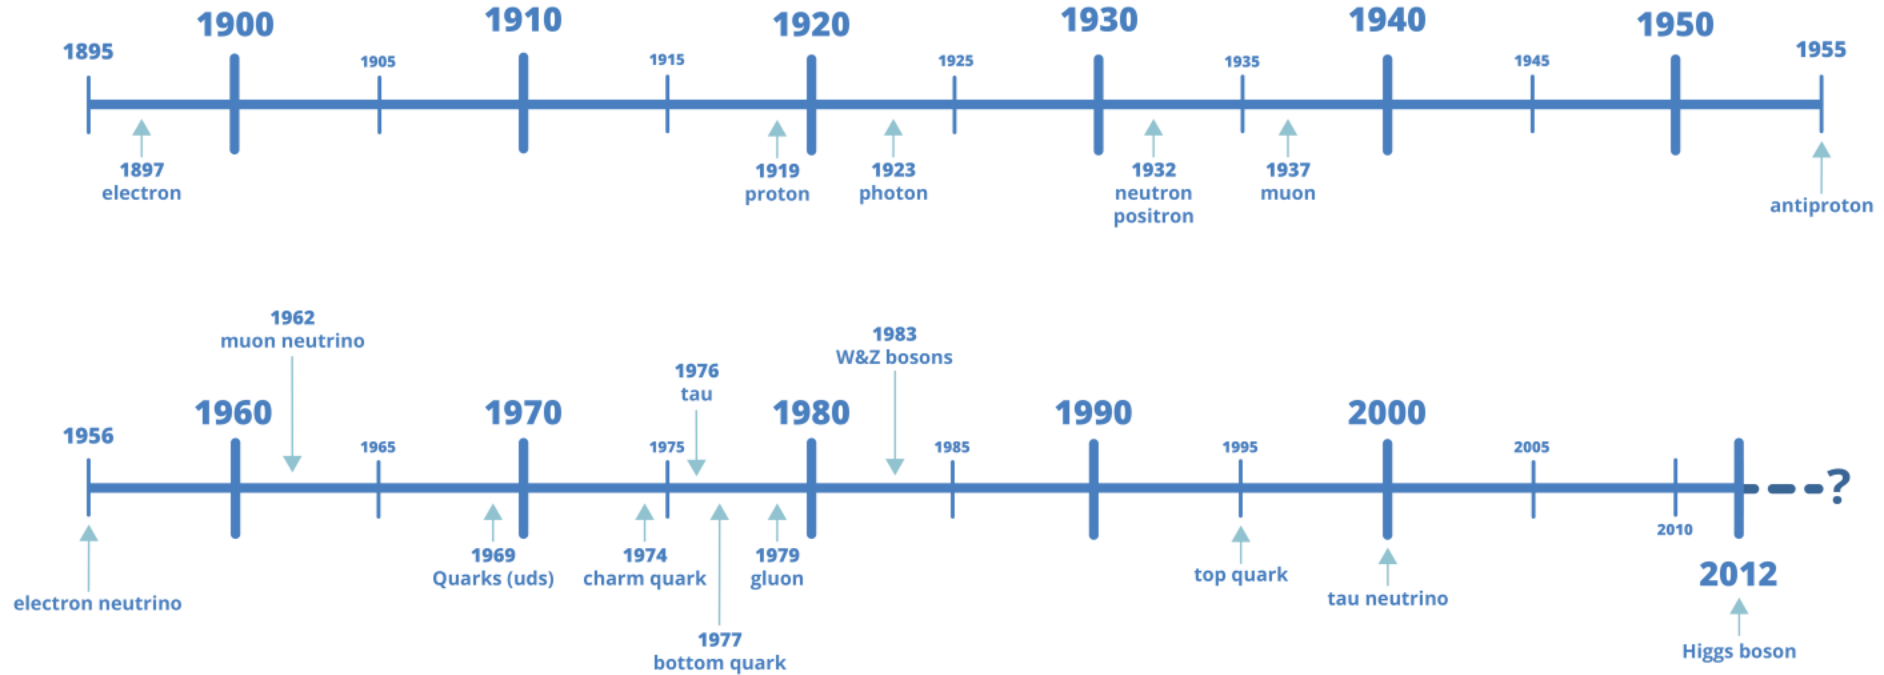 1895
1900
1905
1910
1915
1920
1925
1930
1935
1940
1945
1950
1955
1897
electron
1919
proton
1923
photon
1932
neutron
positron
1937
muon
antiproton
1962
muon neutrino
1976
tau
1983
W&Z bosons
1956
1960
1965
1970
1975
1980
1985
1990
1995
2000
2005
2010
2012
?
electron neutrino
1969
Quarks (uds)
1974
charm quark
1977
bottom quark
1979
gluon
top quark
tau neutrino
Higgs boson